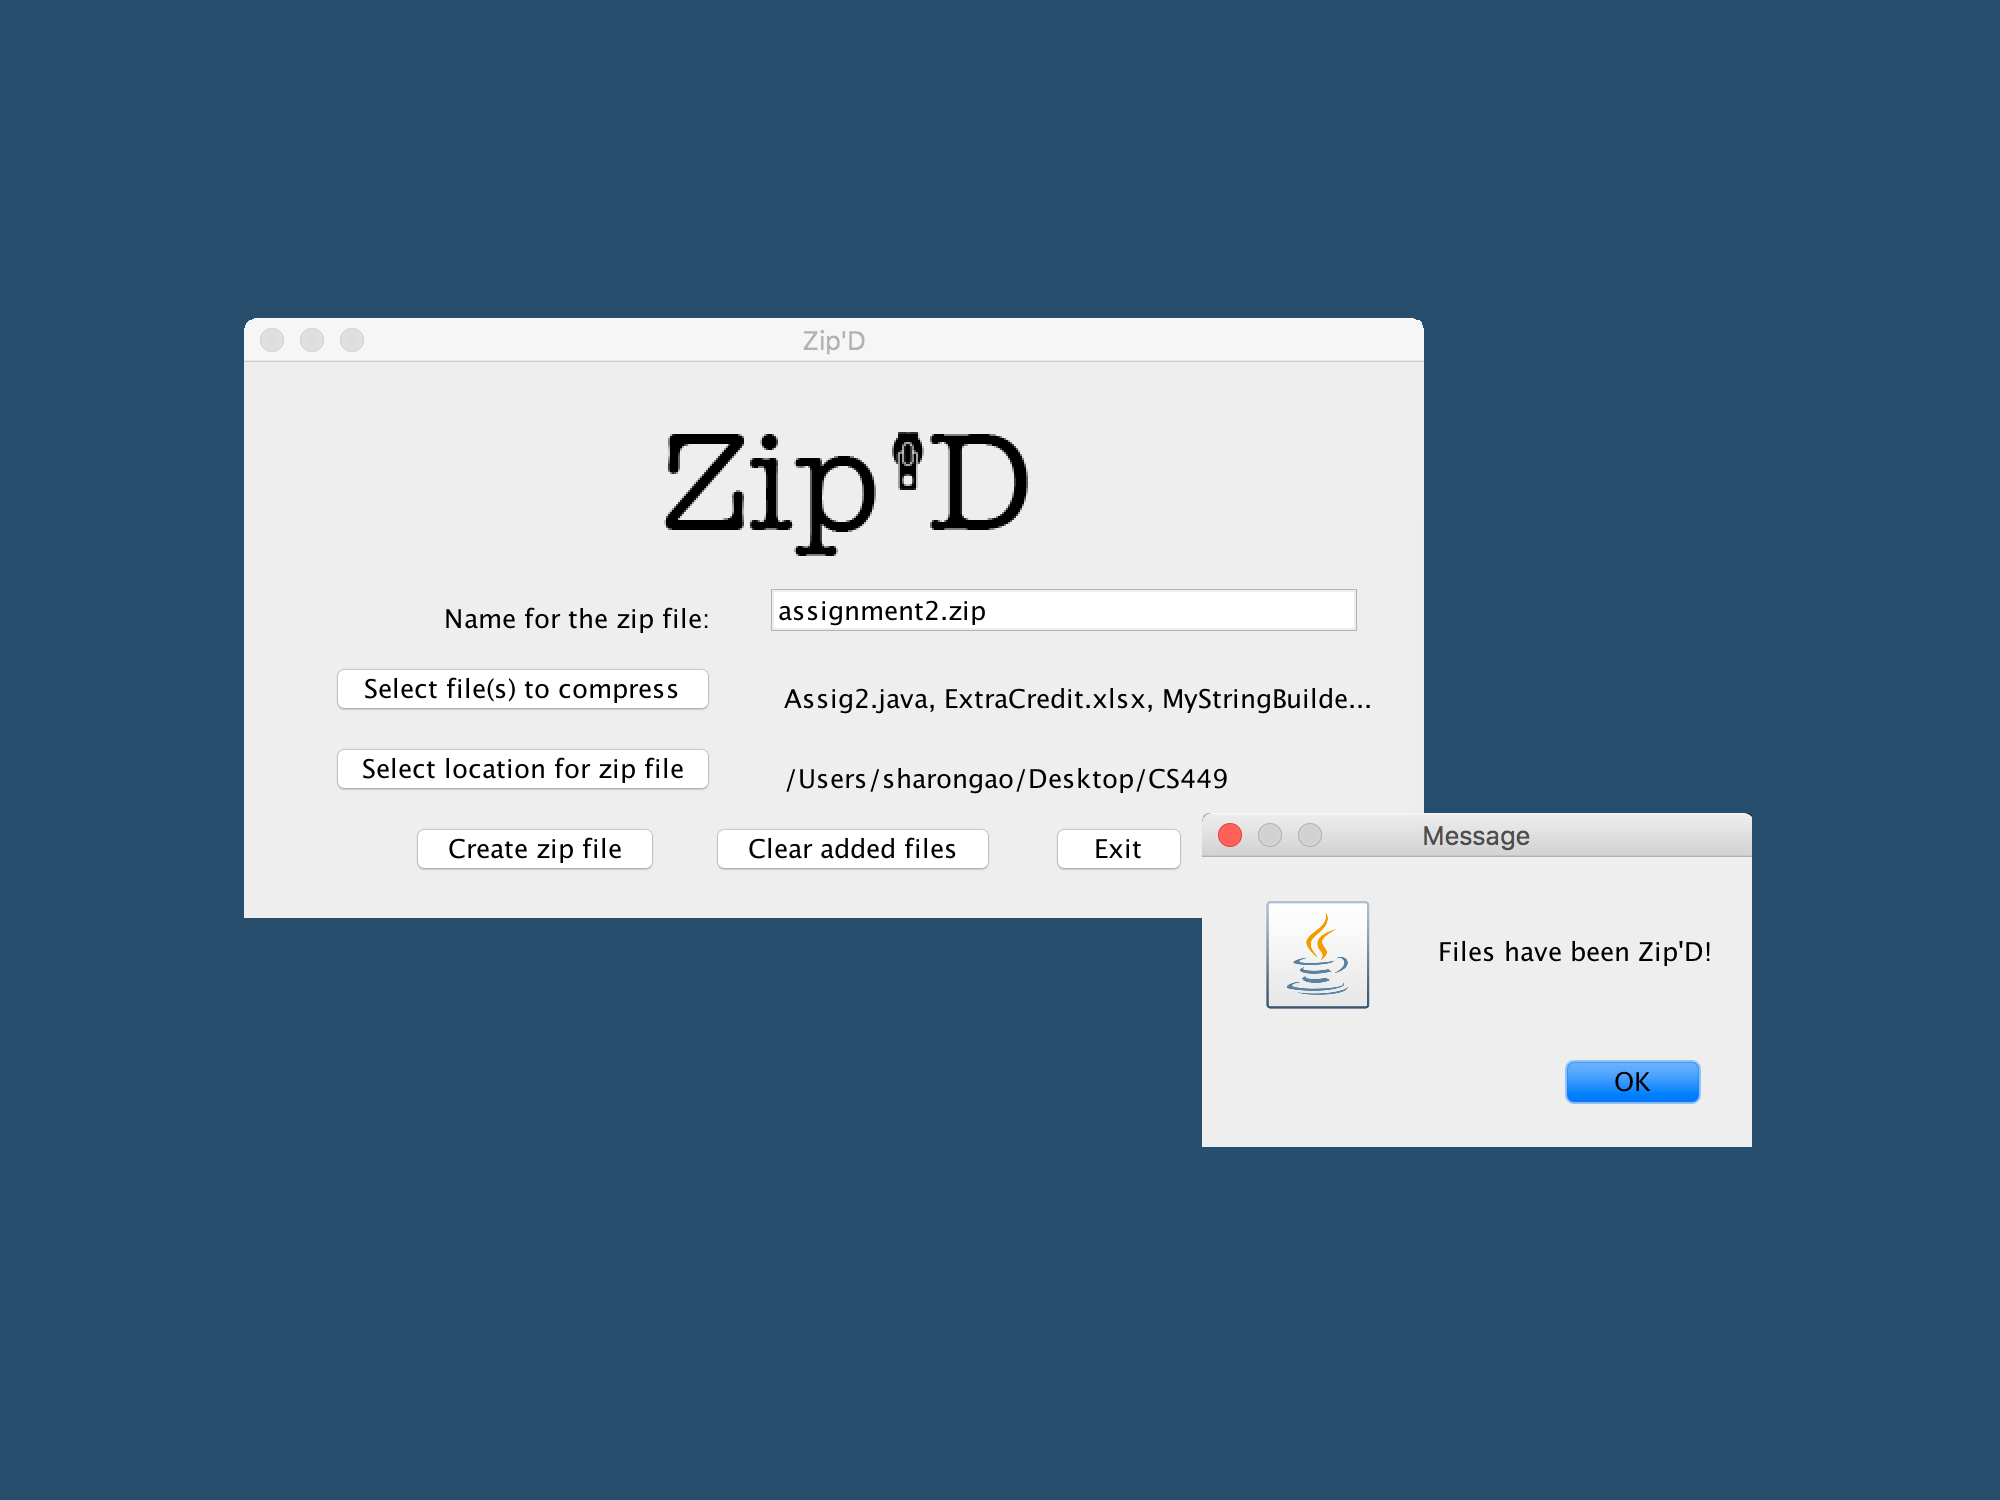 Zip'D
Zip'D
Name for the zip file: assignment2.zip
Select file(s) to compress Assig2.java, ExtraCredit.xlsx, MyStringBuilde...
Select location for zip file /Users/sharongao/Desktop/CS449
Create zip file Clear added files Exit
Message
Files have been Zip'D!
OK